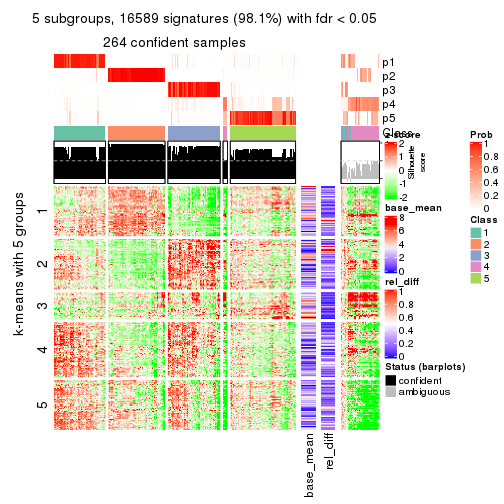 5 subgroups, 16589 signatures (98.1%) with fdr < 0.05
264 confident samples
p1
p2
p3
p4
p5
Class
z-score
2
1
0
-1
-2
Silhouette
score
k-means with 5 groups
1
2
3
4
5
base_mean
8
6
4
2
0
rel_diff
1
0.8
0.6
0.4
0.2
0
Prob
1
0.8
0.6
0.4
0.2
0
Class
1
2
3
4
5
Status (barplots)
confident
ambiguous
base_mean
rel_diff